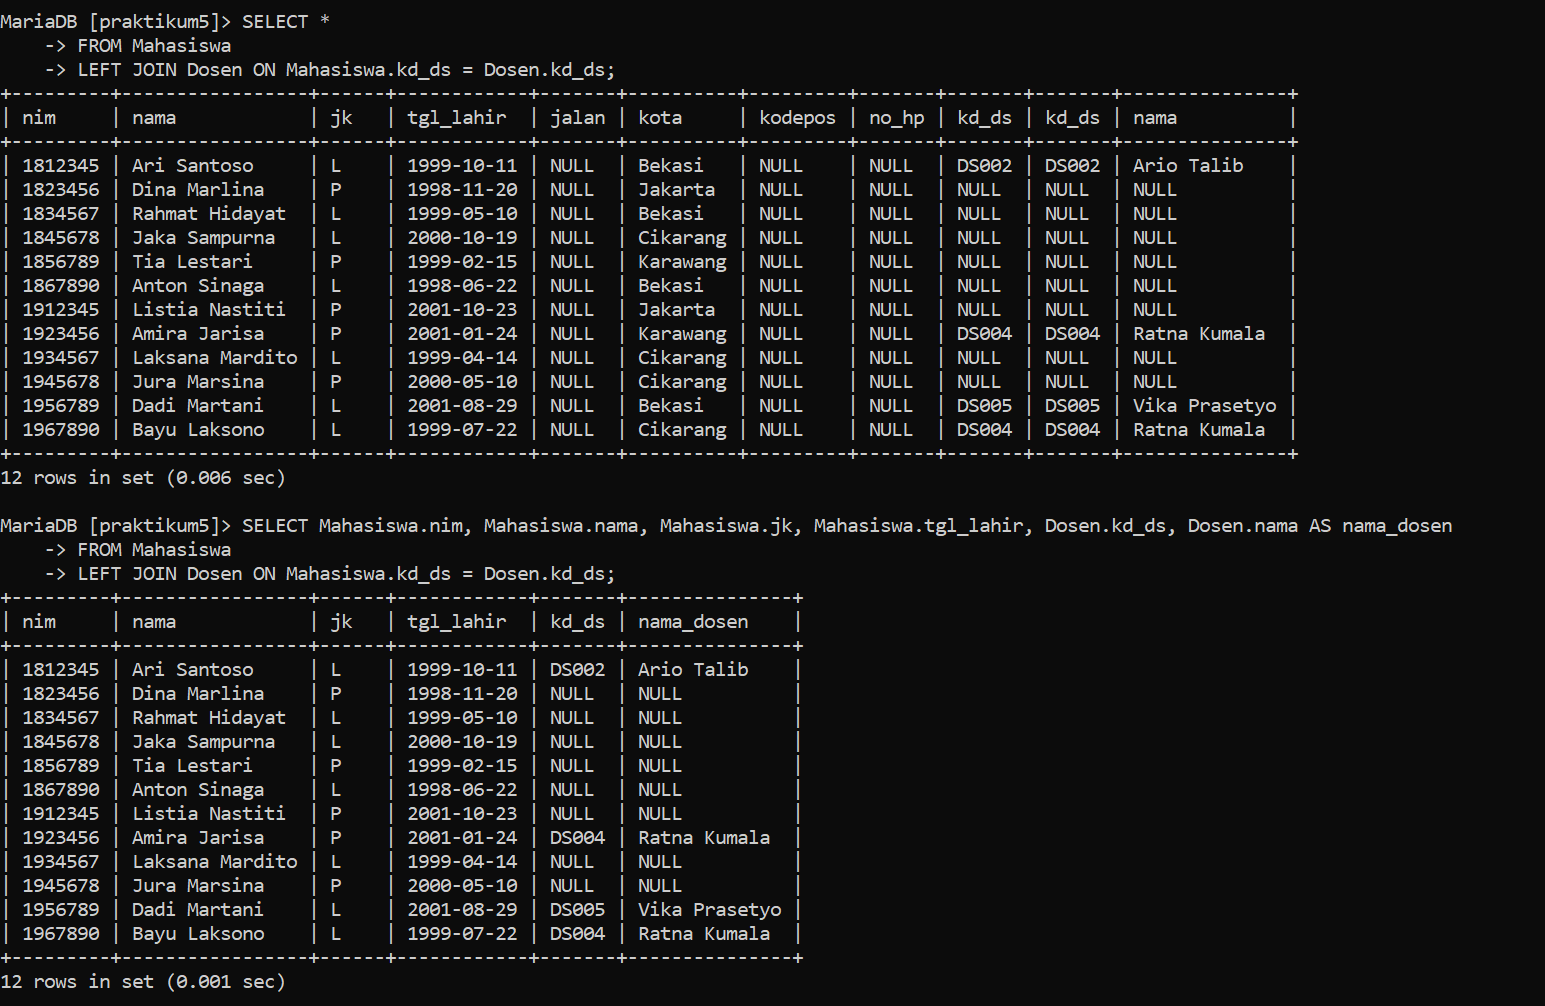 MariaDB [praktikum5]> SELECT *
    -> FROM Mahasiswa
    -> LEFT JOIN Dosen ON Mahasiswa.kd_ds = Dosen.kd_ds;
+---------+-----------------+------+------------+-------+----------+---------+-------+-------+-------+---------------+
| nim     | nama            | jk   | tgl_lahir  | jalan | kota     | kodepos | no_hp | kd_ds | kd_ds | nama          |
+---------+-----------------+------+------------+-------+----------+---------+-------+-------+-------+---------------+
| 1812345 | Ari Santoso     | L    | 1999-10-11 | NULL  | Bekasi   | NULL    | NULL  | DS002 | DS002 | Ario Talib    |
| 1823456 | Dina Marlina    | P    | 1998-11-20 | NULL  | Jakarta  | NULL    | NULL  | NULL  | NULL  | NULL          |
| 1834567 | Rahmat Hidayat  | L    | 1999-05-10 | NULL  | Bekasi   | NULL    | NULL  | NULL  | NULL  | NULL          |
| 1845678 | Jaka Sampurna   | L    | 2000-10-19 | NULL  | Cikarang | NULL    | NULL  | NULL  | NULL  | NULL          |
| 1856789 | Tia Lestari     | P    | 1999-02-15 | NULL  | Karawang | NULL    | NULL  | NULL  | NULL  | NULL          |
| 1867890 | Anton Sinaga    | L    | 1998-06-22 | NULL  | Bekasi   | NULL    | NULL  | NULL  | NULL  | NULL          |
| 1912345 | Listia Nastiti  | P    | 2001-10-23 | NULL  | Jakarta  | NULL    | NULL  | NULL  | NULL  | NULL          |
| 1923456 | Amira Jarisa    | P    | 2001-01-24 | NULL  | Karawang | NULL    | NULL  | DS004 | DS004 | Ratna Kumala  |
| 1934567 | Laksana Mardito | L    | 1999-04-14 | NULL  | Cikarang | NULL    | NULL  | NULL  | NULL  | NULL          |
| 1945678 | Jura Marsina    | P    | 2000-05-10 | NULL  | Cikarang | NULL    | NULL  | NULL  | NULL  | NULL          |
| 1956789 | Dadi Martani    | L    | 2001-08-29 | NULL  | Bekasi   | NULL    | NULL  | DS005 | DS005 | Vika Prasetyo |
| 1967890 | Bayu Laksono    | L    | 1999-07-22 | NULL  | Cikarang | NULL    | NULL  | DS004 | DS004 | Ratna Kumala  |
+---------+-----------------+------+------------+-------+----------+---------+-------+-------+-------+---------------+
12 rows in set (0.006 sec)
MariaDB [praktikum5]> SELECT Mahasiswa.nim, Mahasiswa.nama, Mahasiswa.jk, Mahasiswa.tgl_lahir, Dosen.kd_ds, Dosen.nama AS nama_dosen
    -> FROM Mahasiswa
    -> LEFT JOIN Dosen ON Mahasiswa.kd_ds = Dosen.kd_ds;
+---------+-----------------+------+------------+-------+---------------+
| nim     | nama            | jk   | tgl_lahir  | kd_ds | nama_dosen    |
+---------+-----------------+------+------------+-------+---------------+
| 1812345 | Ari Santoso     | L    | 1999-10-11 | DS002 | Ario Talib    |
| 1823456 | Dina Marlina    | P    | 1998-11-20 | NULL  | NULL          |
| 1834567 | Rahmat Hidayat  | L    | 1999-05-10 | NULL  | NULL          |
| 1845678 | Jaka Sampurna   | L    | 2000-10-19 | NULL  | NULL          |
| 1856789 | Tia Lestari     | P    | 1999-02-15 | NULL  | NULL          |
| 1867890 | Anton Sinaga    | L    | 1998-06-22 | NULL  | NULL          |
| 1912345 | Listia Nastiti  | P    | 2001-10-23 | NULL  | NULL          |
| 1923456 | Amira Jarisa    | P    | 2001-01-24 | DS004 | Ratna Kumala  |
| 1934567 | Laksana Mardito | L    | 1999-04-14 | NULL  | NULL          |
| 1945678 | Jura Marsina    | P    | 2000-05-10 | NULL  | NULL          |
| 1956789 | Dadi Martani    | L    | 2001-08-29 | DS005 | Vika Prasetyo |
| 1967890 | Bayu Laksono    | L    | 1999-07-22 | DS004 | Ratna Kumala  |
+---------+-----------------+------+------------+-------+---------------+
12 rows in set (0.001 sec)